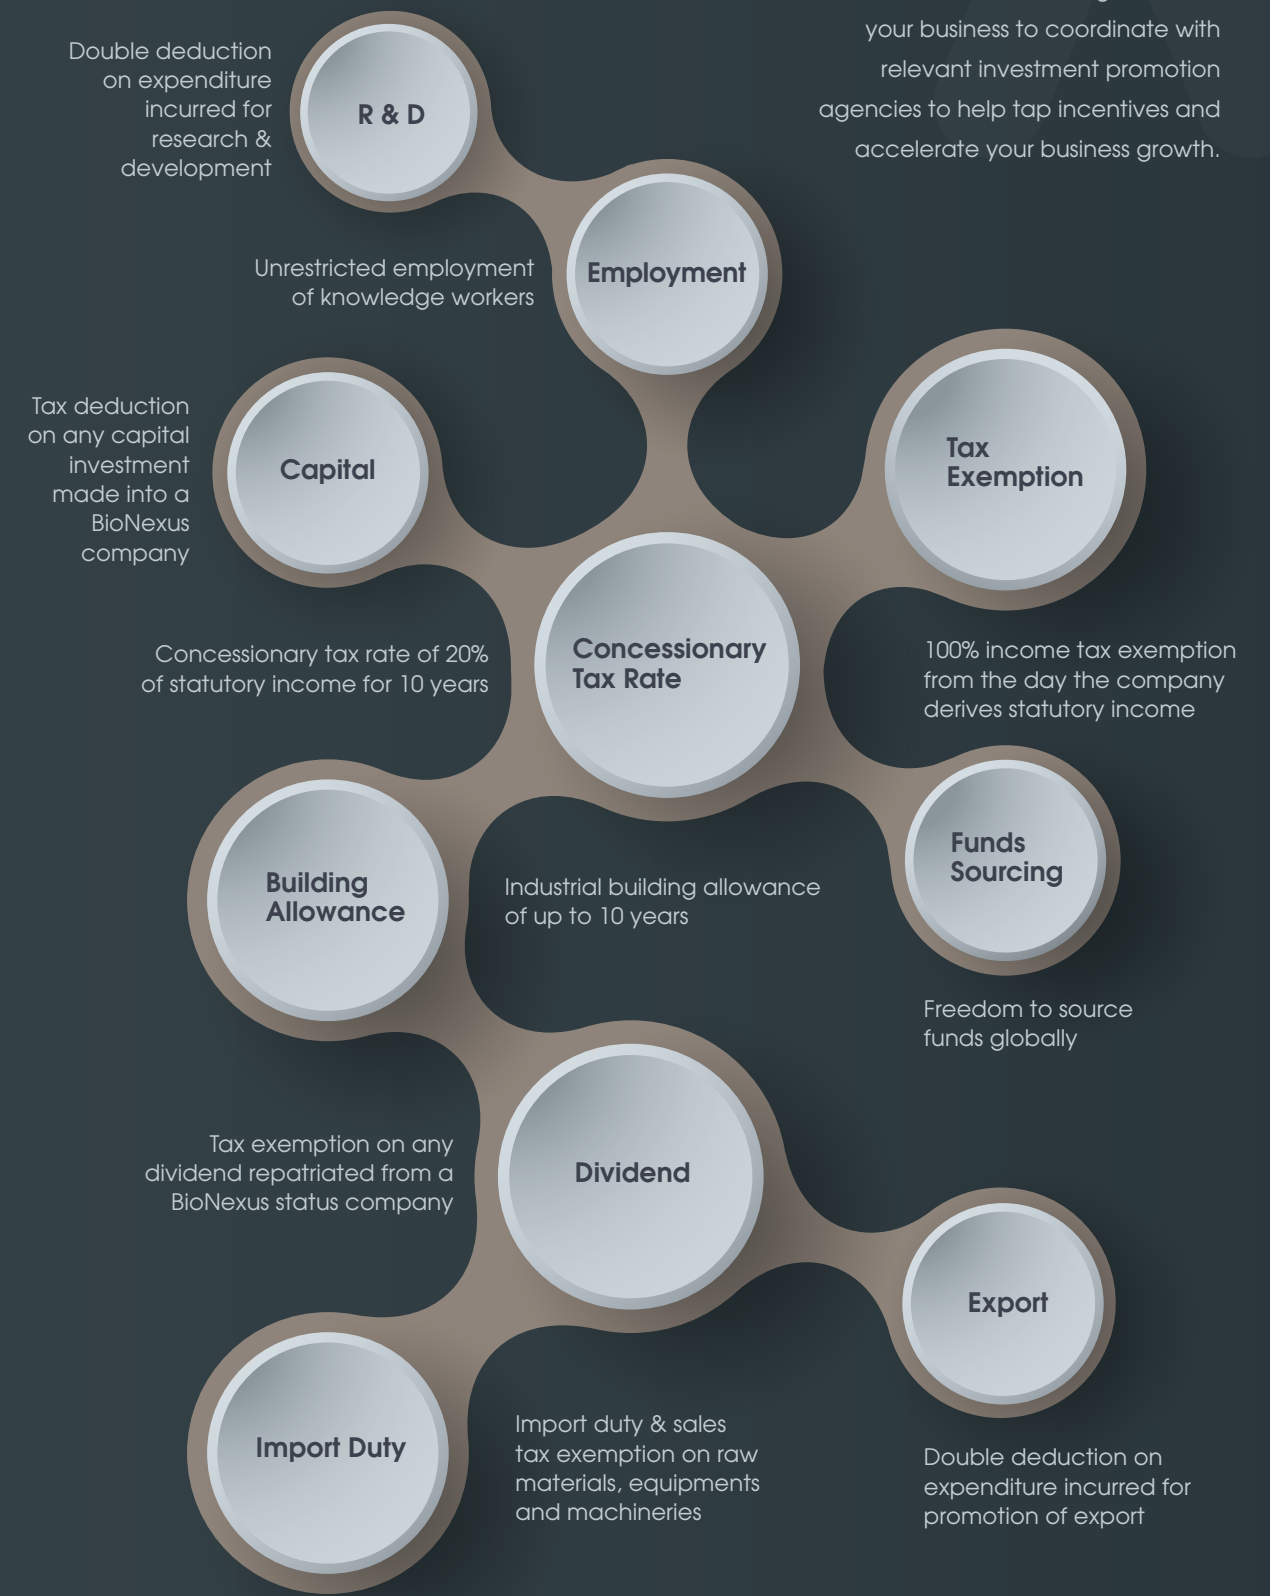 your business to coordinate with
relevant investment promotion
agencies to help tap incentives and
accelerate your business growth.
Double deduction
on expenditure
incurred for
research &
development
R & D
Unrestricted employment
of knowledge workers
Employment
Tax deduction
on any capital
investment
made into a
BioNexus
company
Capital
Tax
Exemption
100% income tax exemption
from the day the company
derives statutory income
Concessionary tax rate of 20%
of statutory income for 10 years
Concessionary
Tax Rate
Building
Allowance
Industrial building allowance
of up to 10 years
Funds
Sourcing
Freedom to source
funds globally
Tax exemption on any
dividend repatriated from a
BioNexus status company
Dividend
Export
Double deduction on
expenditure incurred for
promotion of export
Import Duty
Import duty & sales
tax exemption on raw
materials, equipments
and machineries